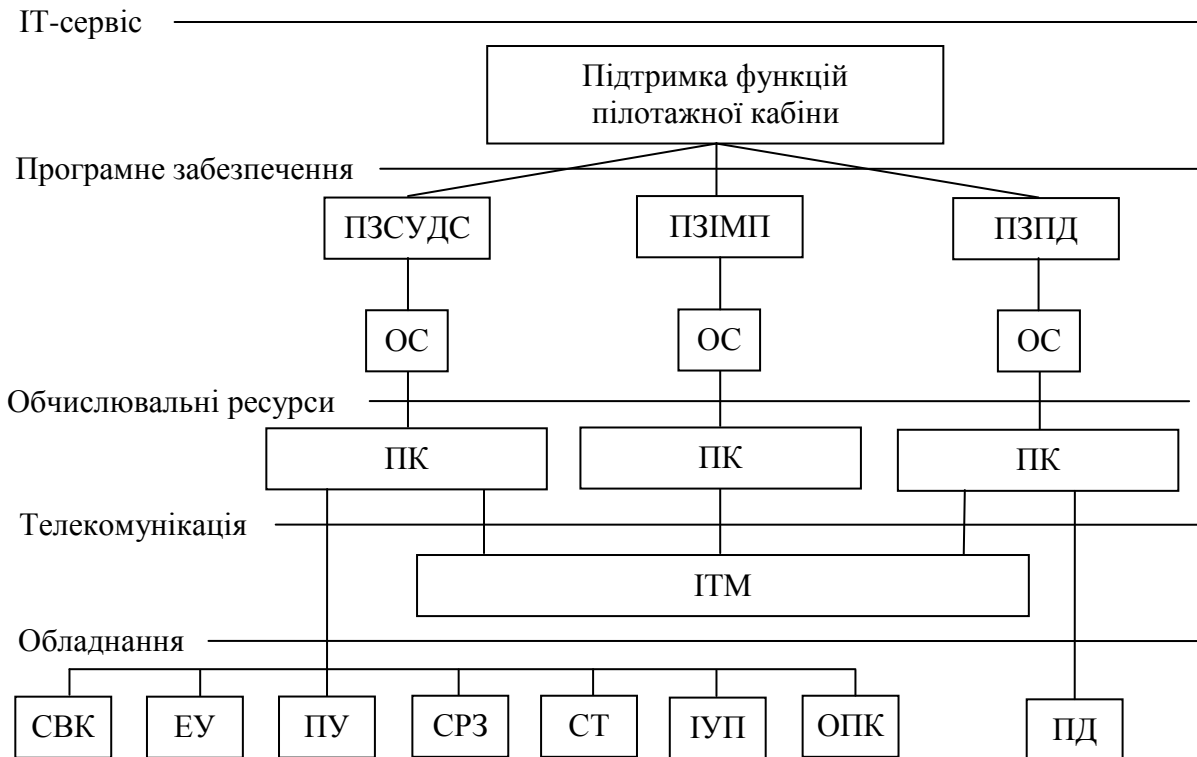 ІТ-сервіс
Підтримка функцій
пілотажної кабіни
Програмне забезпечення
ПЗСУДС ПЗІМП ПЗПД
ОС ОС ОС
Обчислювальні ресурси
ПК ПК ПК
Телекомунікація
ІТМ
Обладнання
СВК ЕУ ПУ СРЗ СТ ІУП ОПК ПД